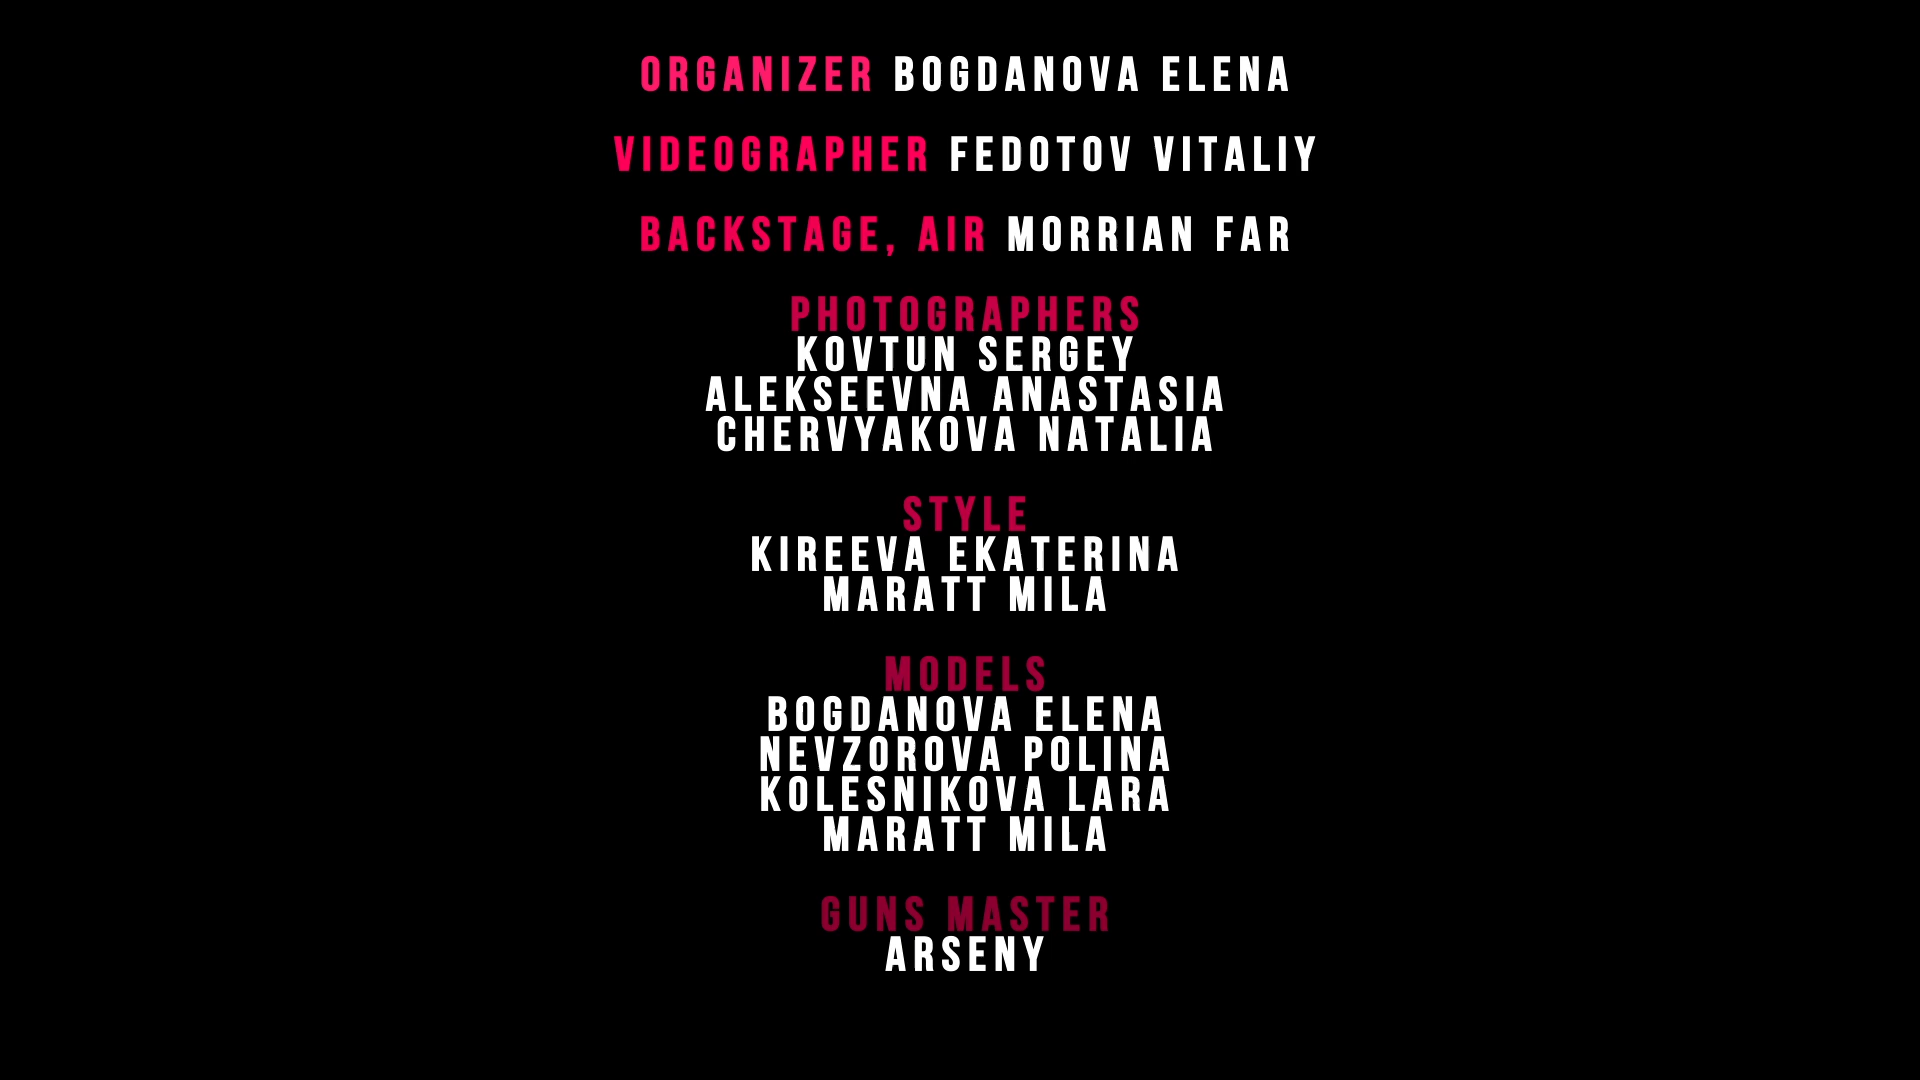 ORGANIZER BOGDANOVA ELENA
VIDEOGRAPHER FEDOTOV VITALIY
BACKSTAGE, AIR MORRIAN FAR
PHOTOGRAPHERS
KOVTUN SERGEY
ALEKSEEVNA ANASTASIA
CHERVYAKOVA NATALIA
STYLE
KIREEVA EKATERINA
MARATT MILA
MODELS
BOGDANOVA ELENA
NEVZOROVA POLINA
KOLESNIKOVA LARA
MARATT MILA
GUNS MASTER
ARSENY